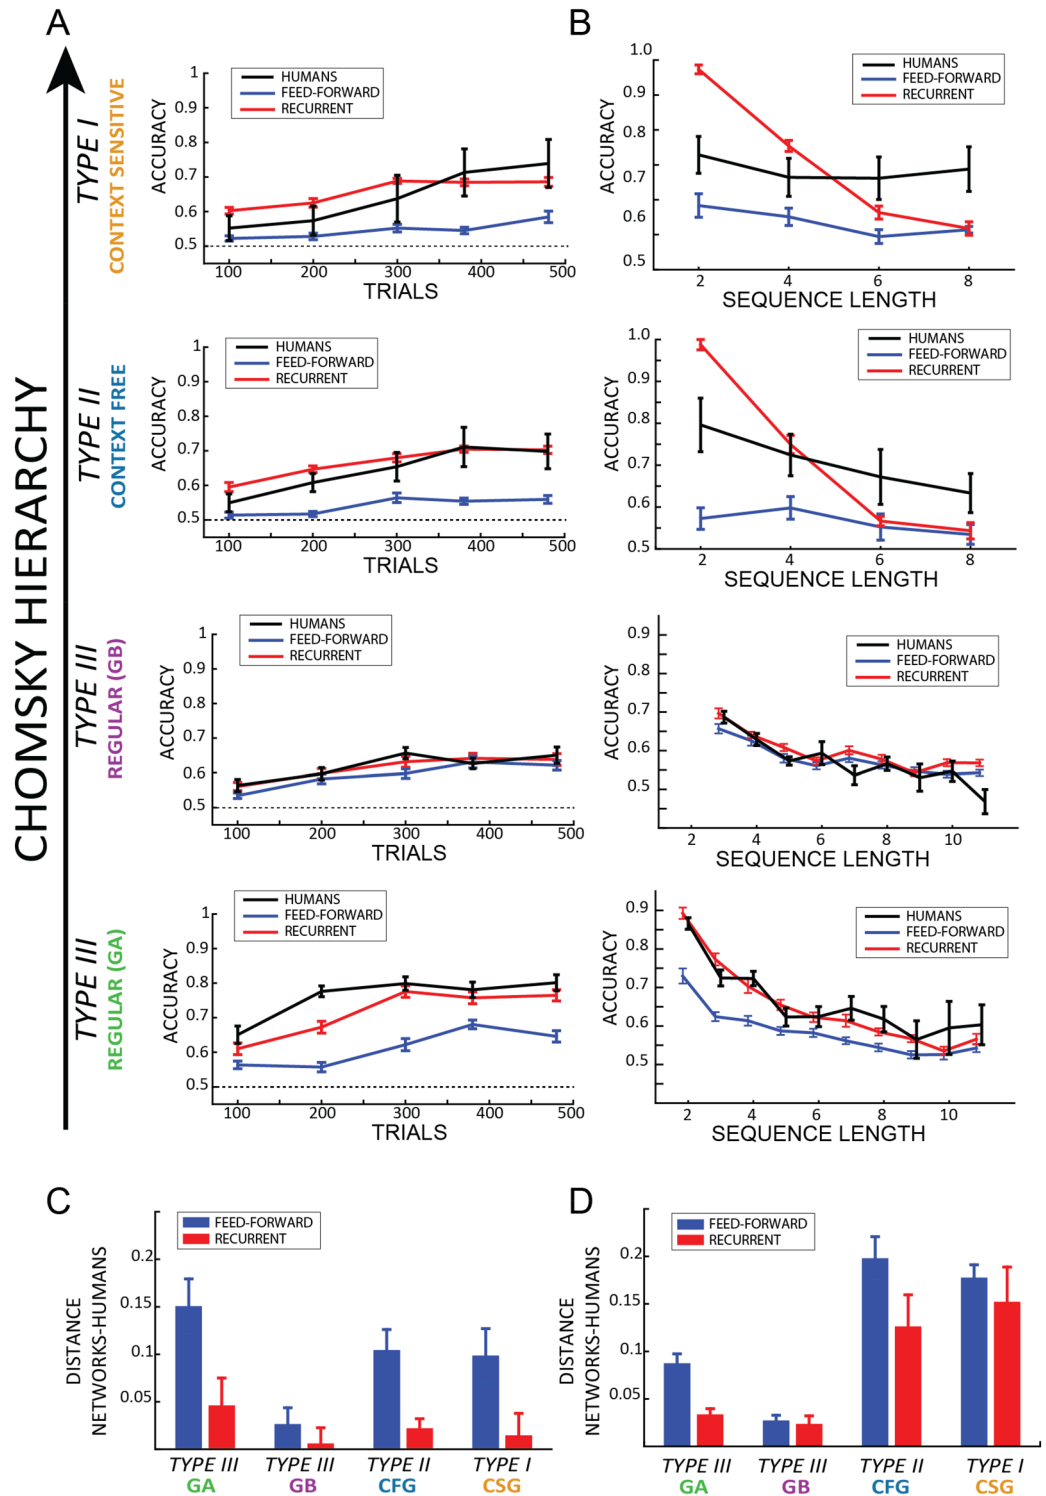 A
B
CHOMSKY HIERARCHY
TYPE I
CONTEXT SENSITIVE
ACCURACY
1
0.9
0.8
0.7
0.6
0.5
HUMANS
FEED-FORWARD
RECURRENT
100
200
300
400
500
TRIALS
ACCURACY
1.0
0.9
0.8
0.7
0.6
0.5
HUMANS
FEED-FORWARD
RECURRENT
2
4
6
8
SEQUENCE LENGTH
TYPE II
CONTEXT FREE
ACCURACY
1
0.9
0.8
0.7
0.6
0.5
HUMANS
FEED-FORWARD
RECURRENT
100
200
300
400
500
TRIALS
ACCURACY
1.0
0.9
0.8
0.7
0.6
0.5
HUMANS
FEED-FORWARD
RECURRENT
2
4
6
8
SEQUENCE LENGTH
TYPE III
REGULAR (GB)
ACCURACY
1
0.9
0.8
0.7
0.6
0.5
HUMANS
FEED-FORWARD
RECURRENT
100
200
300
400
500
TRIALS
ACCURACY
0.9
0.8
0.7
0.6
0.5
HUMANS
FEED-FORWARD
RECURRENT
2
4
6
8
10
SEQUENCE LENGTH
TYPE III
REGULAR (GA)
ACCURACY
1
0.9
0.8
0.7
0.6
0.5
HUMANS
FEED-FORWARD
RECURRENT
100
200
300
400
500
TRIALS
ACCURACY
0.9
0.8
0.7
0.6
0.5
HUMANS
FEED-FORWARD
RECURRENT
2
4
6
8
10
SEQUENCE LENGTH
C
DISTANCE
NETWORKS-HUMANS
0.2
0.15
0.1
0.05
FEED-FORWARD
RECURRENT
TYPE III
GA
TYPE III
GB
TYPE II
CFG
TYPE I
CSG
D
DISTANCE
NETWORKS-HUMANS
0.2
0.15
0.1
0.05
FEED-FORWARD
RECURRENT
TYPE III
GA
TYPE III
GB
TYPE II
CFG
TYPE I
CSG